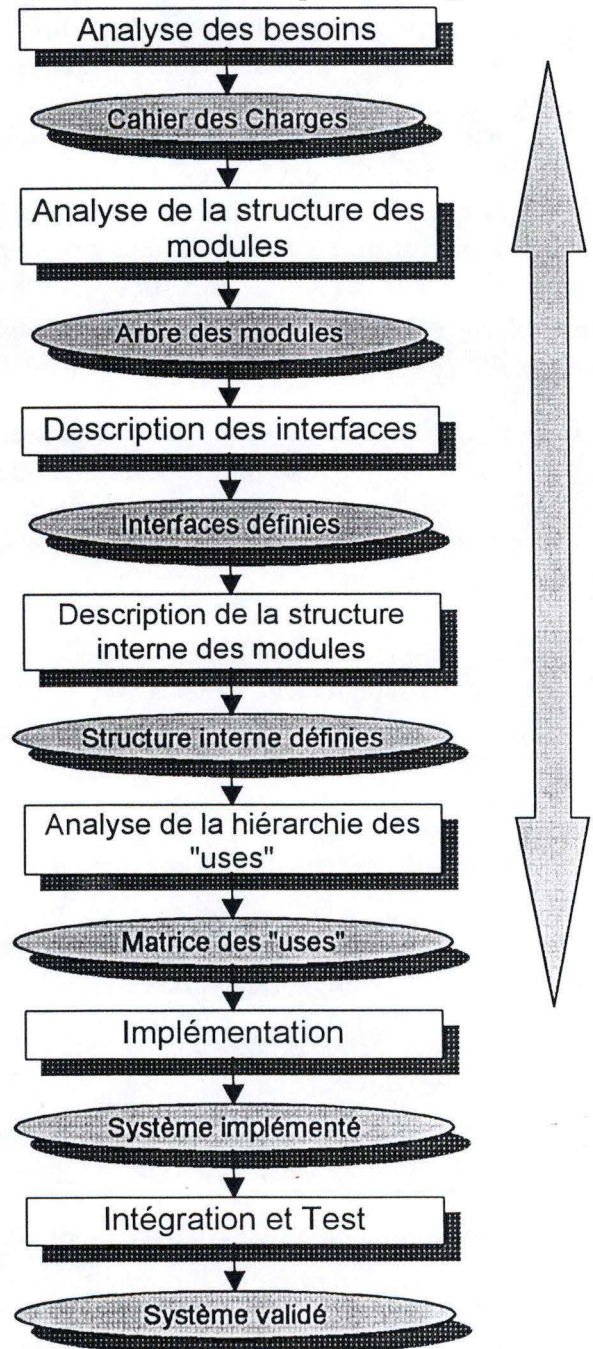 Analyse des besoins
Cahier des Charges
Analyse de la structure des
modules
Arbre des modules
Description des interfaces
Interfaces définies
Description de la structure
interne des modules
Structure interne définies
Analyse de la hiérarchie des
"uses"
Matrice des "uses"
Implémentation
Système implémenté
Intégration et Test
Système validé